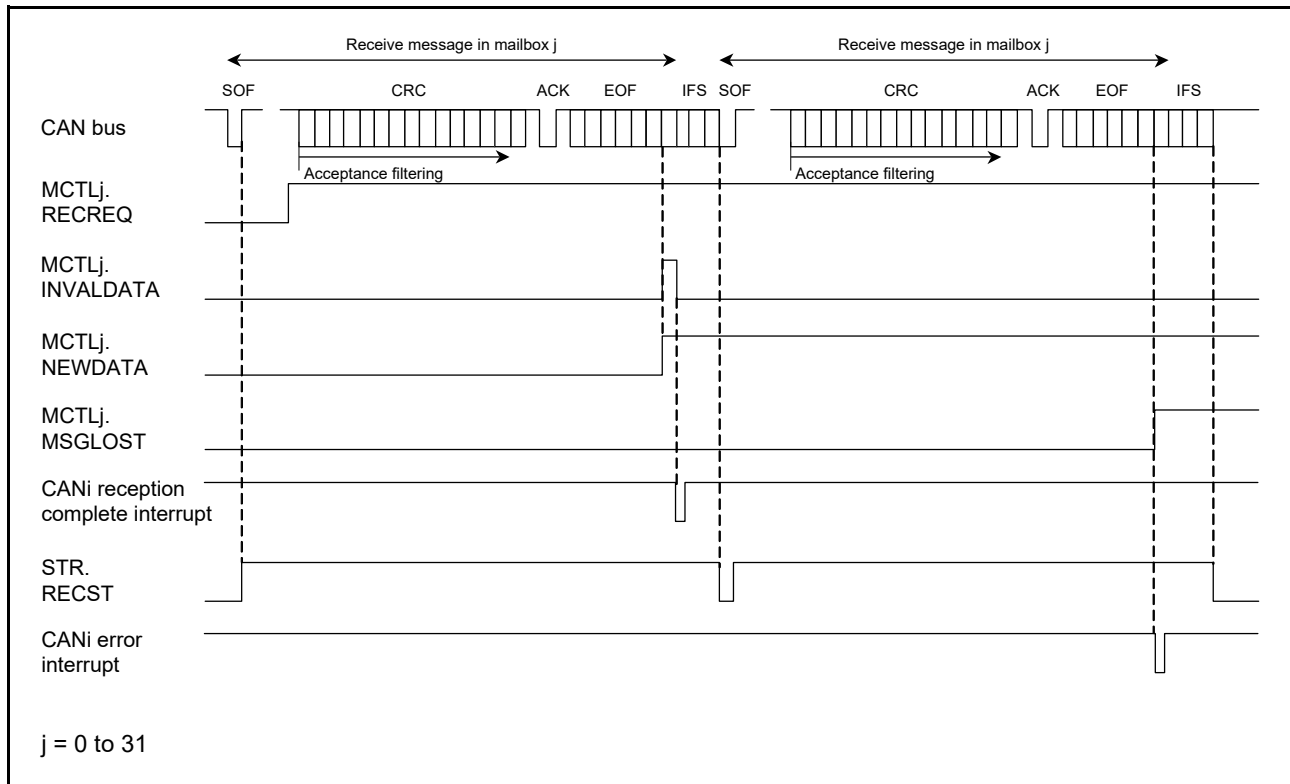 Receive message in mailbox j Receive message in mailbox j
SOF CRC ACK EOF IFS SOF CRC ACK EOF IFS
CAN bus
Acceptance filtering Acceptance filtering
MCTLj.
RECREQ
MCTLj.
INVALDATA
MCTLj.
NEWDATA
MCTLj.
MSGLOST
CANi reception
complete interrupt
STR.
RECST
CANi error
interrupt
j = 0 to 31